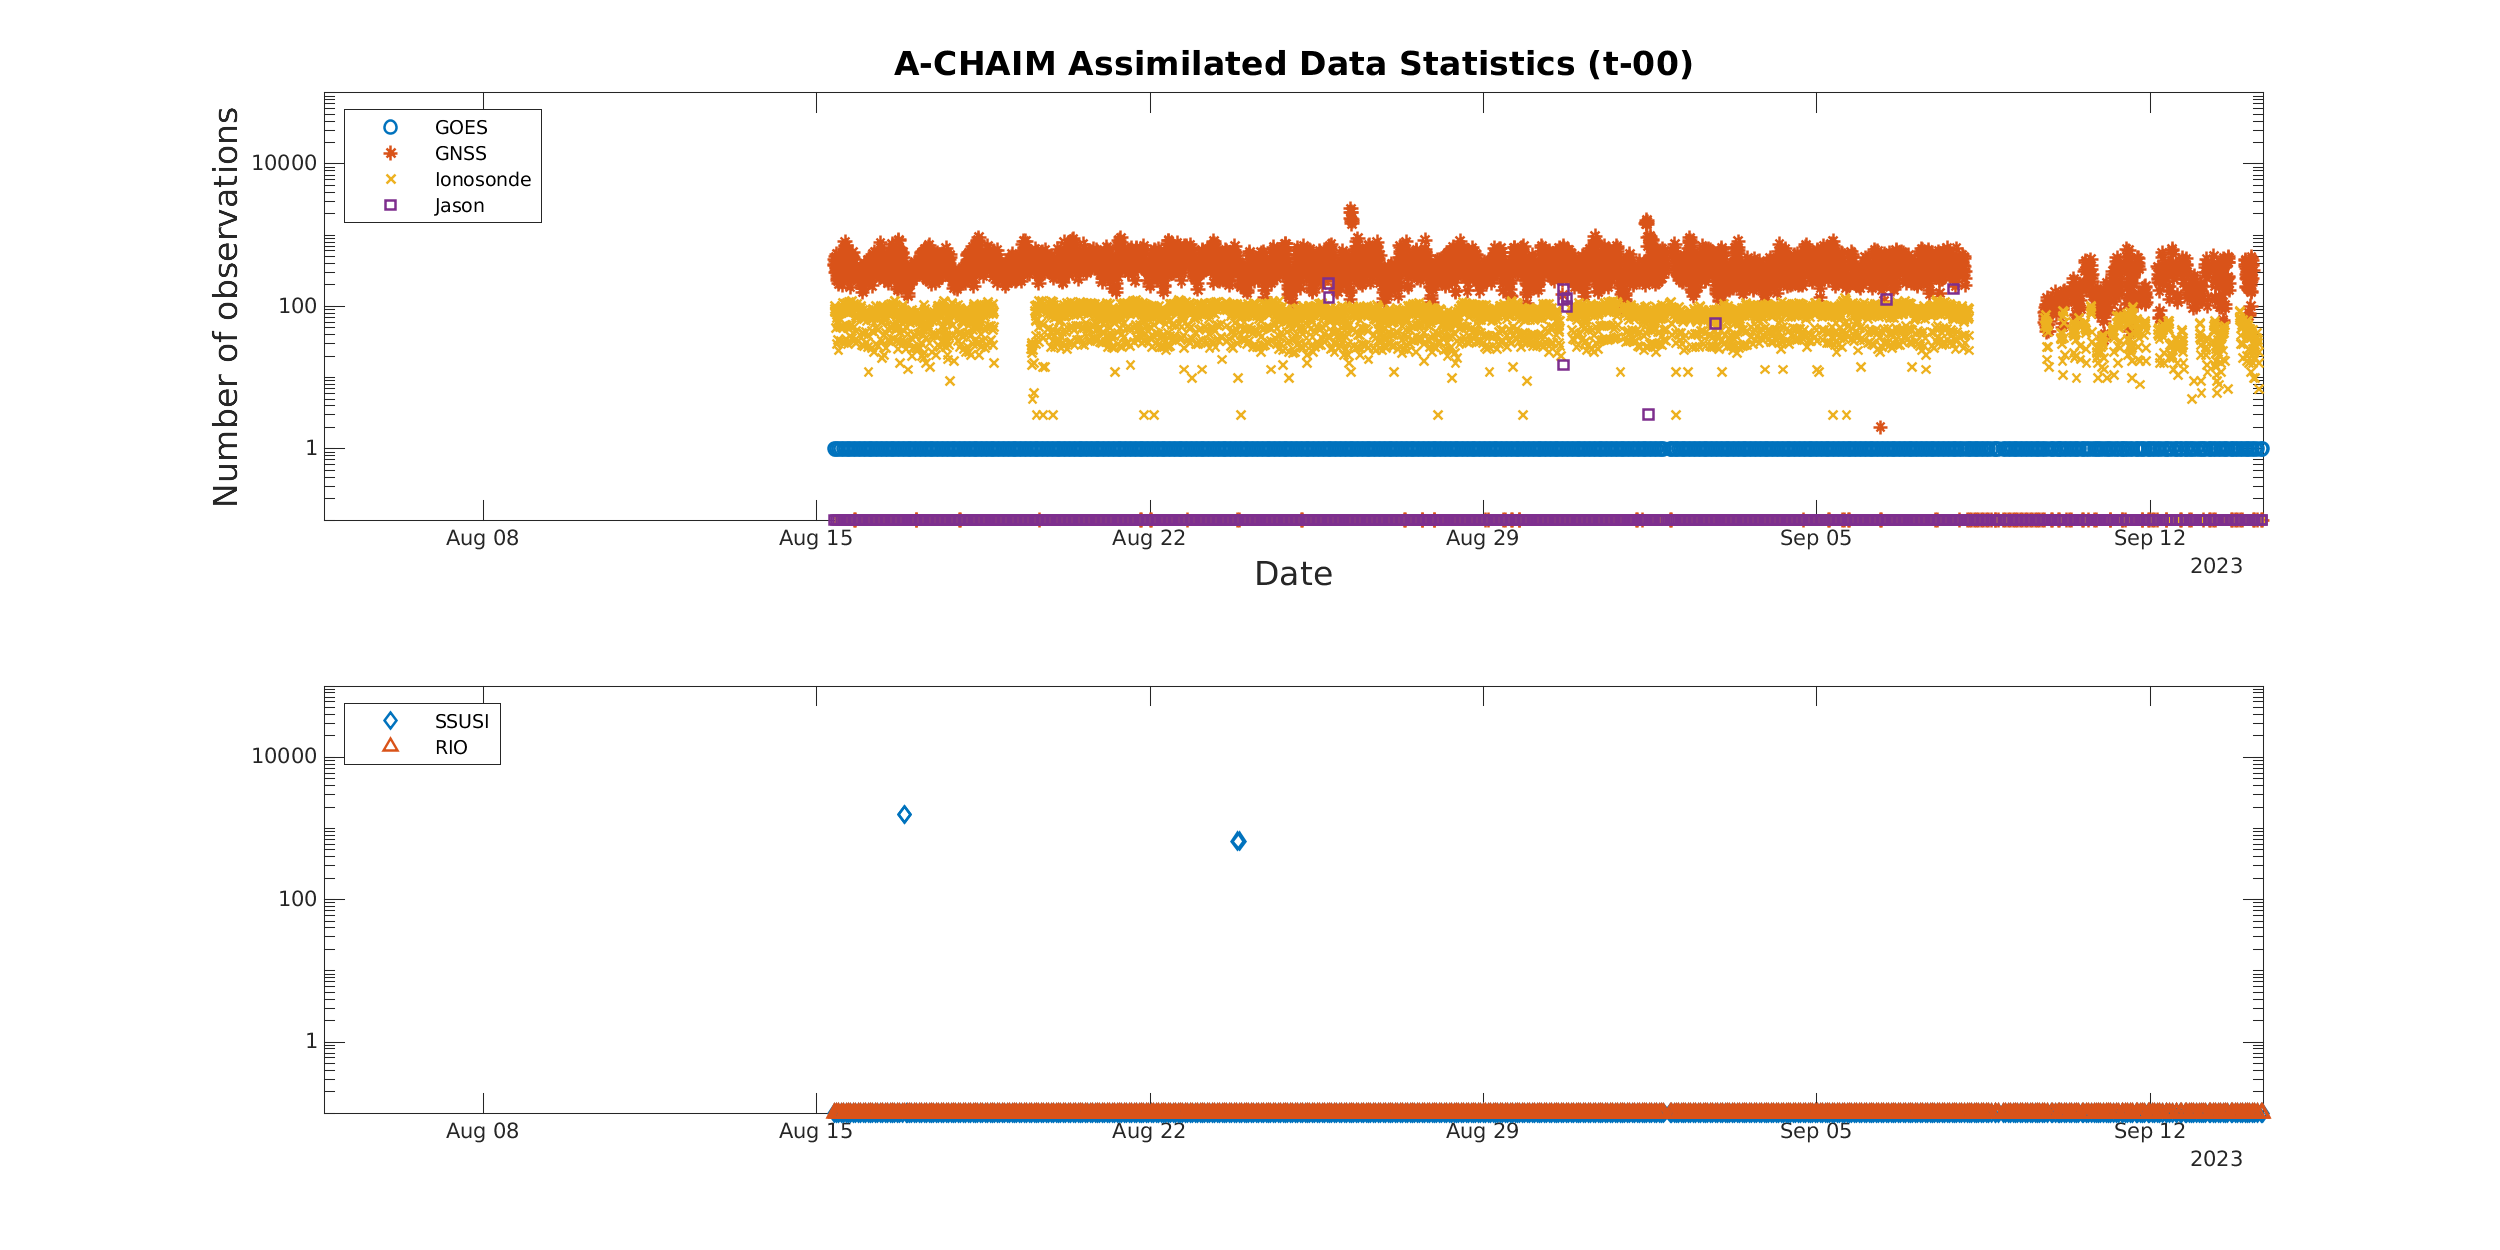 A-CHAIM Assimilated Data Statistics (t-00)
Number of observations
10000
100
1
GOES
GNSS
Ionosonde
Jason
Aug 08
Aug 15
Aug 22
Aug 29
Sep 05
Sep 12
2023
Date
10000
100
1
SSUSI
RIO
Aug 08
Aug 15
Aug 22
Aug 29
Sep 05
Sep 12
2023